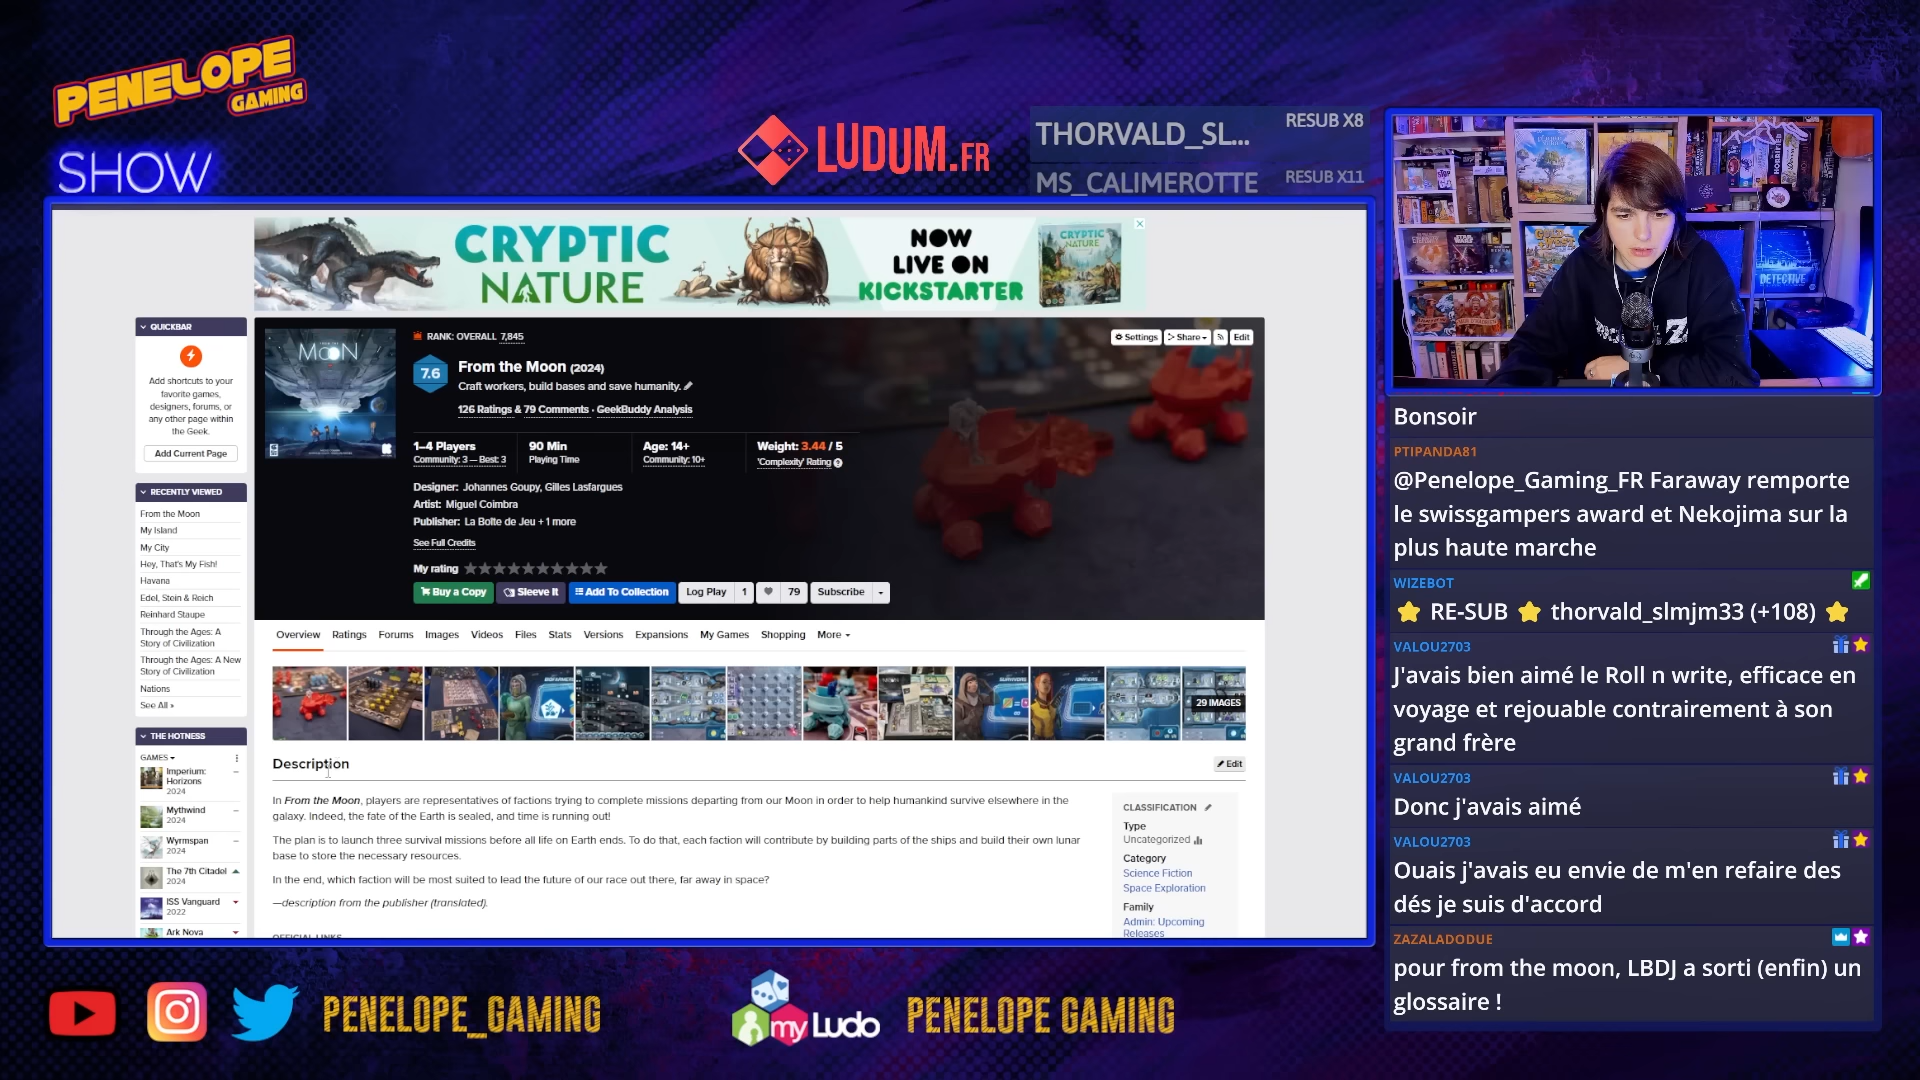 PENELOPE
GAMING
SHOW
LUDUM.FR
THORVALD_SL... RESUB X8
MS_CALIMEROTTE RESUB X11
CRYPTIC
NATURE
NOW
LIVE ON
KICKSTARTER
CRYPTIC
NATURE
QUICKBAR
Add shortcuts to your
favorite games,
designers, forums, or
any other page within
the Geek.
Add Current Page
RECENTLY VIEWED
From the Moon
My Island
My City
Hey, That's My Fish!
Havana
Edel, Stein & Reich
Reinhard Staupe
Through the Ages: A
Story of Civilization
Through the Ages: A New
Story of Civilization
Nations
See All »
THE HOTNESS
GAMES
Imperium:
Horizons
2024
Mythwind
2024
Wyrmspan
2024
The 7th Citadel
2024
ISS Vanguard
2022
Ark Nova
MOON
RANK: OVERALL 7,845
Settings Share Edit
7.6
From the Moon (2024)
Craft workers, build bases and save humanity.
126 Ratings & 79 Comments · GeekBuddy Analysis
1–4 Players 90 Min Age: 14+ Weight: 3.44 / 5
Community: 3 — Best: 3 Playing Time Community: 10+ 'Complexity' Rating
Designer: Johannes Goupy, Gilles Lasfargues
Artist: Miguel Coimbra
Publisher: La Boîte de Jeu + 1 more
See Full Credits
My rating
Buy a Copy Sleeve It Add To Collection Log Play 1 79 Subscribe
Overview Ratings Forums Images Videos Files Stats Versions Expansions My Games Shopping More
29 IMAGES
Description
Edit
In From the Moon, players are representatives of factions trying to complete missions departing from our Moon in order to help humankind survive elsewhere in the
galaxy. Indeed, the fate of the Earth is sealed, and time is running out!
The plan is to launch three survival missions before all life on Earth ends. To do that, each faction will contribute by building parts of the ships and build their own lunar
base to store the necessary resources.
In the end, which faction will be most suited to lead the future of our race out there, far away in space?
—description from the publisher (translated).
OFFICIAL LINKS
CLASSIFICATION
Type
Uncategorized
Category
Science Fiction
Space Exploration
Family
Admin: Upcoming
Releases
DETECTIVE
Bonsoir
PTIPANDA81
@Penelope_Gaming_FR Faraway remporte
le swissgampers award et Nekojima sur la
plus haute marche
WIZEBOT
RE-SUB thorvald_slmjm33 (+108)
VALOU2703
J'avais bien aimé le Roll n write, efficace en
voyage et rejouable contrairement à son
grand frère
VALOU2703
Donc j'avais aimé
VALOU2703
Ouais j'avais eu envie de m'en refaire des
dés je suis d'accord
ZAZALADODUE
pour from the moon, LBDJ a sorti (enfin) un
glossaire !
PENELOPE_GAMING
myLudo
PENELOPE GAMING